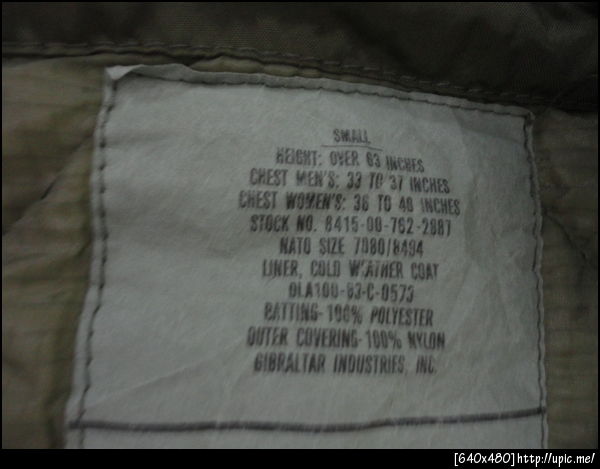 SMALL
HEIGHT: OVER 63 INCHES
CHEST MEN'S: 33 TO 37 INCHES
CHEST WOMEN'S: 36 TO 40 INCHES
STOCK NO. 8415-00-782-2887
NATO SIZE 7080/8494
LINER, COLD WEATHER COAT
DLA100-83-C-0573
BATTING-100% POLYESTER
OUTER COVERING-100% NYLON
GIBRALTAR INDUSTRIES, INC.
[640x480]http://upic.me/